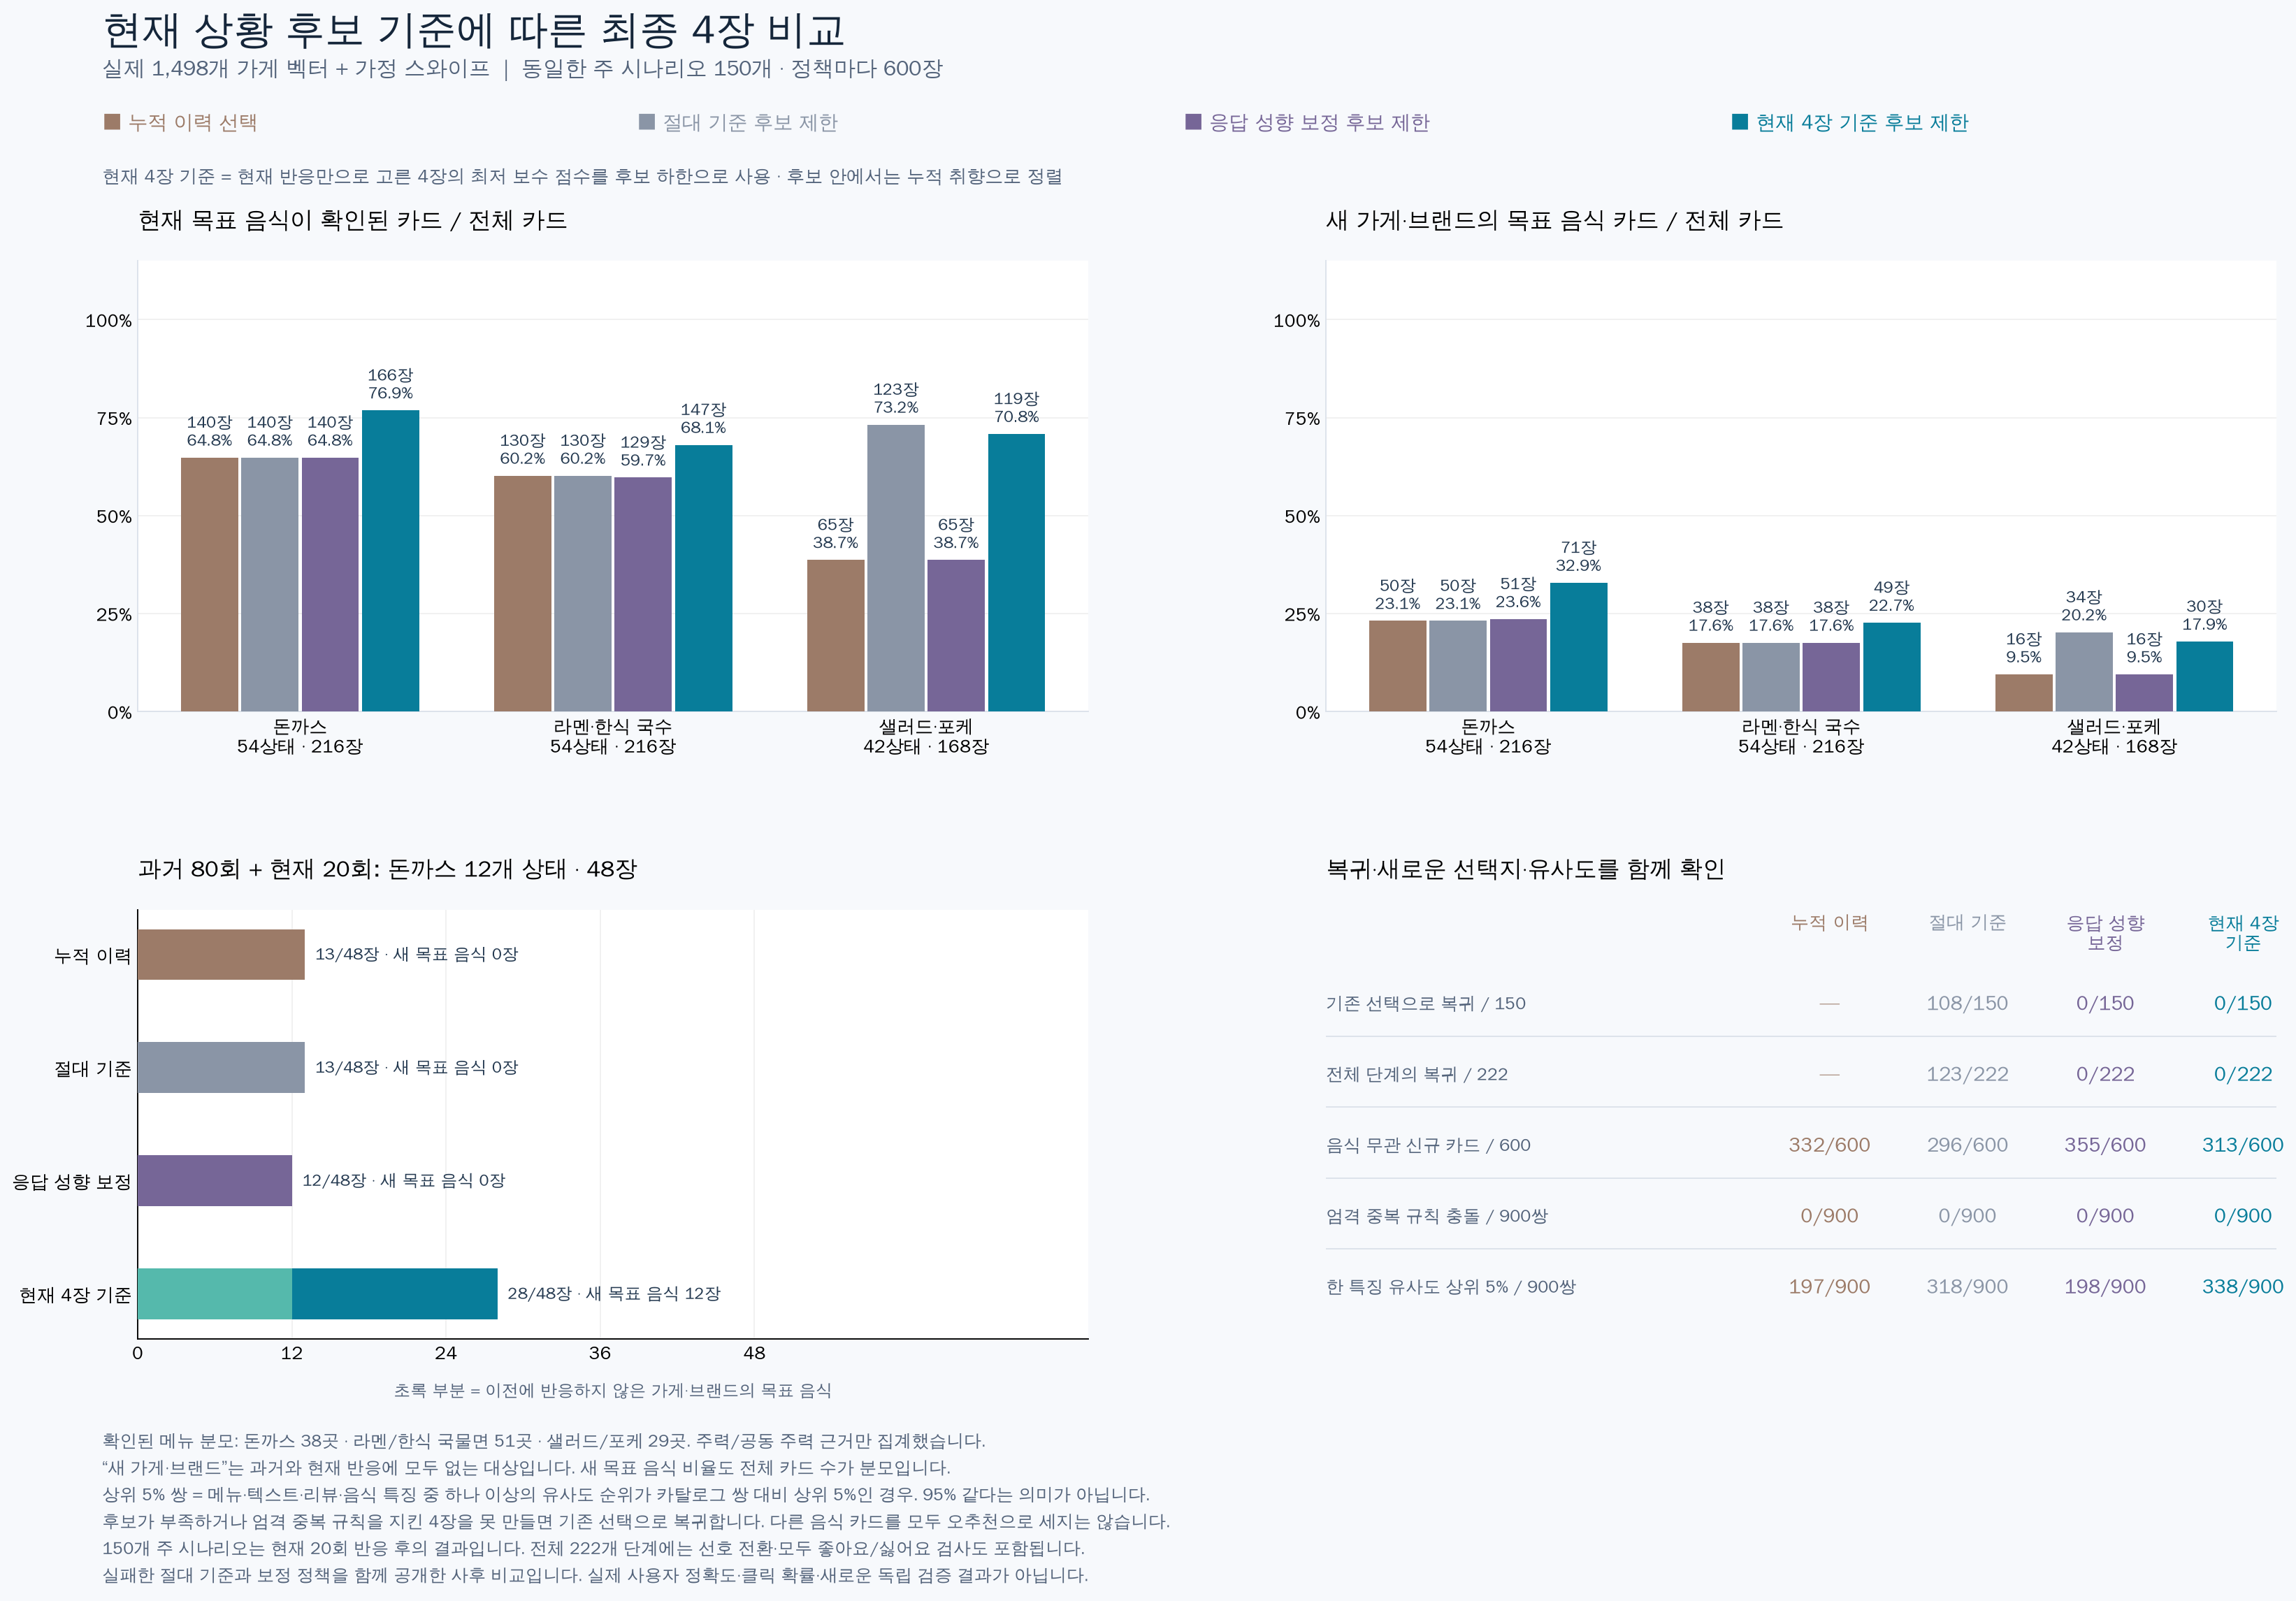 현재 상황 후보 기준에 따른 최종 4장 비교
실제 1,498개 가게 벡터 + 가정 스와이프 | 동일한 주 시나리오 150개 · 정책마다 600장
누적 이력 선택
절대 기준 후보 제한
응답 성향 보정 후보 제한
현재 4장 기준 후보 제한
현재 4장 기준 = 현재 반응만으로 고른 4장의 최저 보수 점수를 후보 하한으로 사용 · 후보 안에서는 누적 취향으로 정렬
현재 목표 음식이 확인된 카드 / 전체 카드
100%
75%
50%
25%
0%
140장
64.8%
140장
64.8%
140장
64.8%
166장
76.9%
130장
60.2%
130장
60.2%
129장
59.7%
147장
68.1%
65장
38.7%
123장
73.2%
65장
38.7%
119장
70.8%
돈까스
54상태 · 216장
라멘·한식 국수
54상태 · 216장
샐러드·포케
42상태 · 168장
새 가게·브랜드의 목표 음식 카드 / 전체 카드
100%
75%
50%
25%
0%
50장
23.1%
50장
23.1%
51장
23.6%
71장
32.9%
38장
17.6%
38장
17.6%
38장
17.6%
49장
22.7%
16장
9.5%
34장
20.2%
16장
9.5%
30장
17.9%
돈까스
54상태 · 216장
라멘·한식 국수
54상태 · 216장
샐러드·포케
42상태 · 168장
과거 80회 + 현재 20회: 돈까스 12개 상태 · 48장
누적 이력
13/48장 · 새 목표 음식 0장
절대 기준
13/48장 · 새 목표 음식 0장
응답 성향 보정
12/48장 · 새 목표 음식 0장
현재 4장 기준
28/48장 · 새 목표 음식 12장
0 12 24 36 48
초록 부분 = 이전에 반응하지 않은 가게·브랜드의 목표 음식
복귀·새로운 선택지·유사도를 함께 확인
누적 이력
절대 기준
응답 성향
보정
현재 4장
기준
기존 선택으로 복귀 / 150 — 108/150 0/150 0/150
전체 단계의 복귀 / 222 — 123/222 0/222 0/222
음식 무관 신규 카드 / 600 332/600 296/600 355/600 313/600
엄격 중복 규칙 충돌 / 900쌍 0/900 0/900 0/900 0/900
한 특징 유사도 상위 5% / 900쌍 197/900 318/900 198/900 338/900
확인된 메뉴 분모: 돈까스 38곳 · 라멘/한식 국물면 51곳 · 샐러드/포케 29곳. 주력/공동 주력 근거만 집계했습니다.
“새 가게·브랜드”는 과거와 현재 반응에 모두 없는 대상입니다. 새 목표 음식 비율도 전체 카드 수가 분모입니다.
상위 5% 쌍 = 메뉴·텍스트·리뷰·음식 특징 중 하나 이상의 유사도 순위가 카탈로그 쌍 대비 상위 5%인 경우. 95% 같다는 의미가 아닙니다.
후보가 부족하거나 엄격 중복 규칙을 지킨 4장을 못 만들면 기존 선택으로 복귀합니다. 다른 음식 카드를 모두 오추천으로 세지는 않습니다.
150개 주 시나리오는 현재 20회 반응 후의 결과입니다. 전체 222개 단계에는 선호 전환·모두 좋아요/싫어요 검사도 포함됩니다.
실패한 절대 기준과 보정 정책을 함께 공개한 사후 비교입니다. 실제 사용자 정확도·클릭 확률·새로운 독립 검증 결과가 아닙니다.